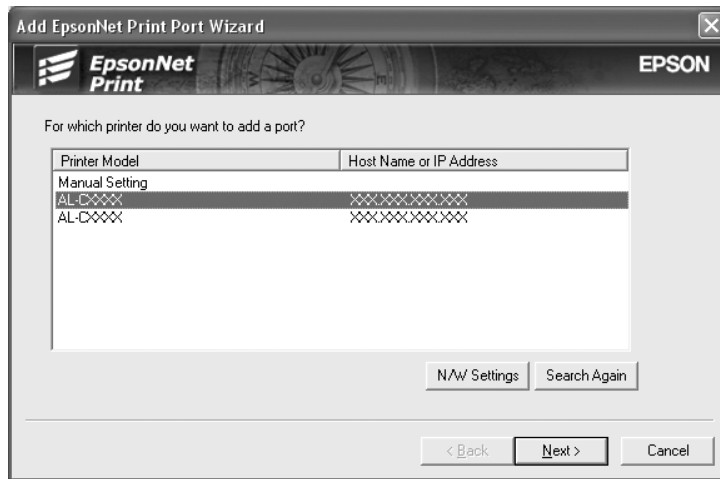 Add EpsonNet Print Port Wizard
EpsonNet
Print
EPSON
For which printer do you want to add a port?
Printer Model Host Name or IP Address
Manual Setting
AL-CXXXX XXX.XXX.XXX.XXX
AL-CXXXX XXX.XXX.XXX.XXX
N/W Settings Search Again
< Back Next > Cancel